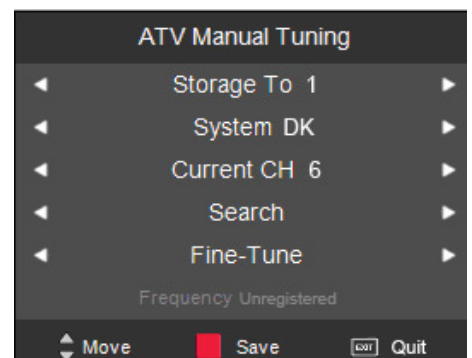 ATV Manual Tuning
Storage To 1
System DK
Current CH 6
Search
Fine-Tune
Frequency Unregistered
Move Save EXIT Quit